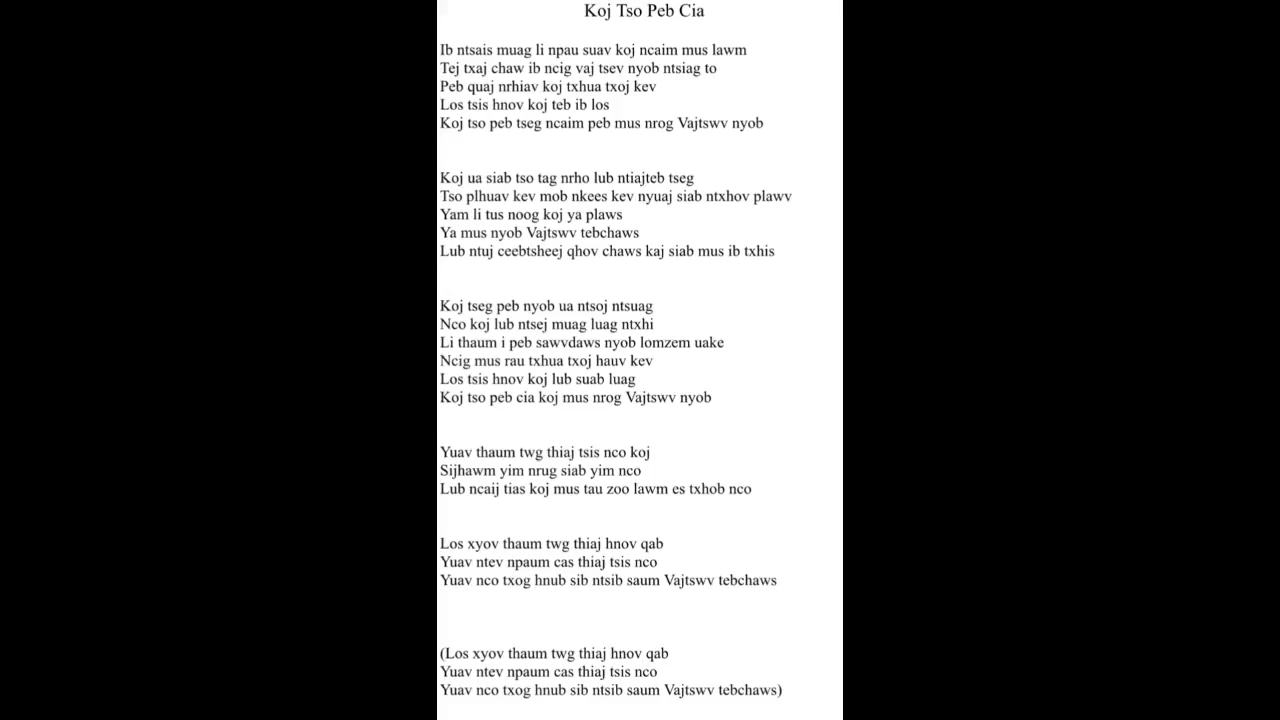 Koj Tso Peb Cia
Ib ntsais muag li npau suav koj ncaim mus lawm
Tej txaj chaw ib ncig vaj tsev nyob ntsiag to
Peb quaj nrhiav koj txhua txoj kev
Los tsis hnov koj teb ib los
Koj tso peb tseg ncaim peb mus nrog Vajtswv nyob
Koj ua siab tso tag nrho lub ntiajteb tseg
Tso plhuav kev mob nkees kev nyuaj siab ntxhov plawv
Yam li tus noog koj ya plaws
Ya mus nyob Vajtswv tebchaws
Lub ntuj ceebtsheej qhov chaws kaj siab mus ib txhis
Koj tseg peb nyob ua ntsoj ntsuag
Nco koj lub ntsej muag luag ntxhi
Li thaum i peb sawvdaws nyob lomzem uake
Ncig mus rau txhua txoj hauv kev
Los tsis hnov koj lub suab luag
Koj tso peb cia koj mus nrog Vajtswv nyob
Yuav thaum twg thiaj tsis nco koj
Sijhawm yim nrug siab yim nco
Lub ncaij tias koj mus tau zoo lawm es txhob nco
Los xyov thaum twg thiaj hnov qab
Yuav ntev npaum cas thiaj tsis nco
Yuav nco txog hnub sib ntsib saum Vajtswv tebchaws
(Los xyov thaum twg thiaj hnov qab
Yuav ntev npaum cas thiaj tsis nco
Yuav nco txog hnub sib ntsib saum Vajtswv tebchaws)